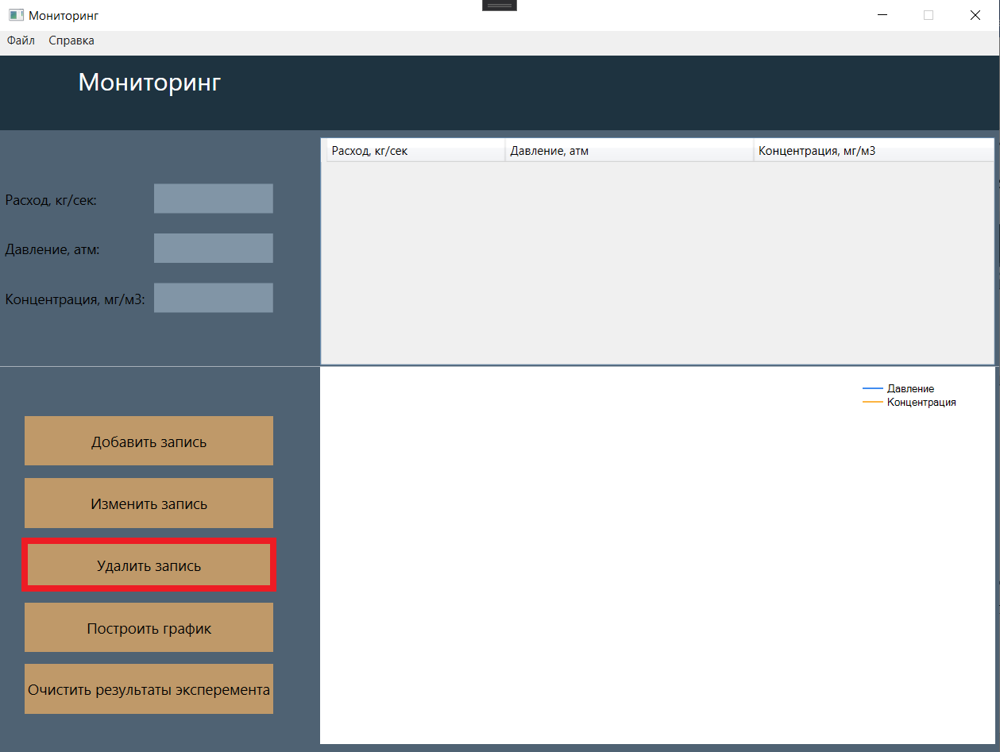 Мониторинг
Файл Справка
Мониторинг
Расход, кг/сек Давление, атм Концентрация, мг/м3
Расход, кг/сек:
Давление, атм:
Концентрация, мг/м3:
Давление
Концентрация
Добавить запись
Изменить запись
Удалить запись
Построить график
Очистить результаты эксперемента